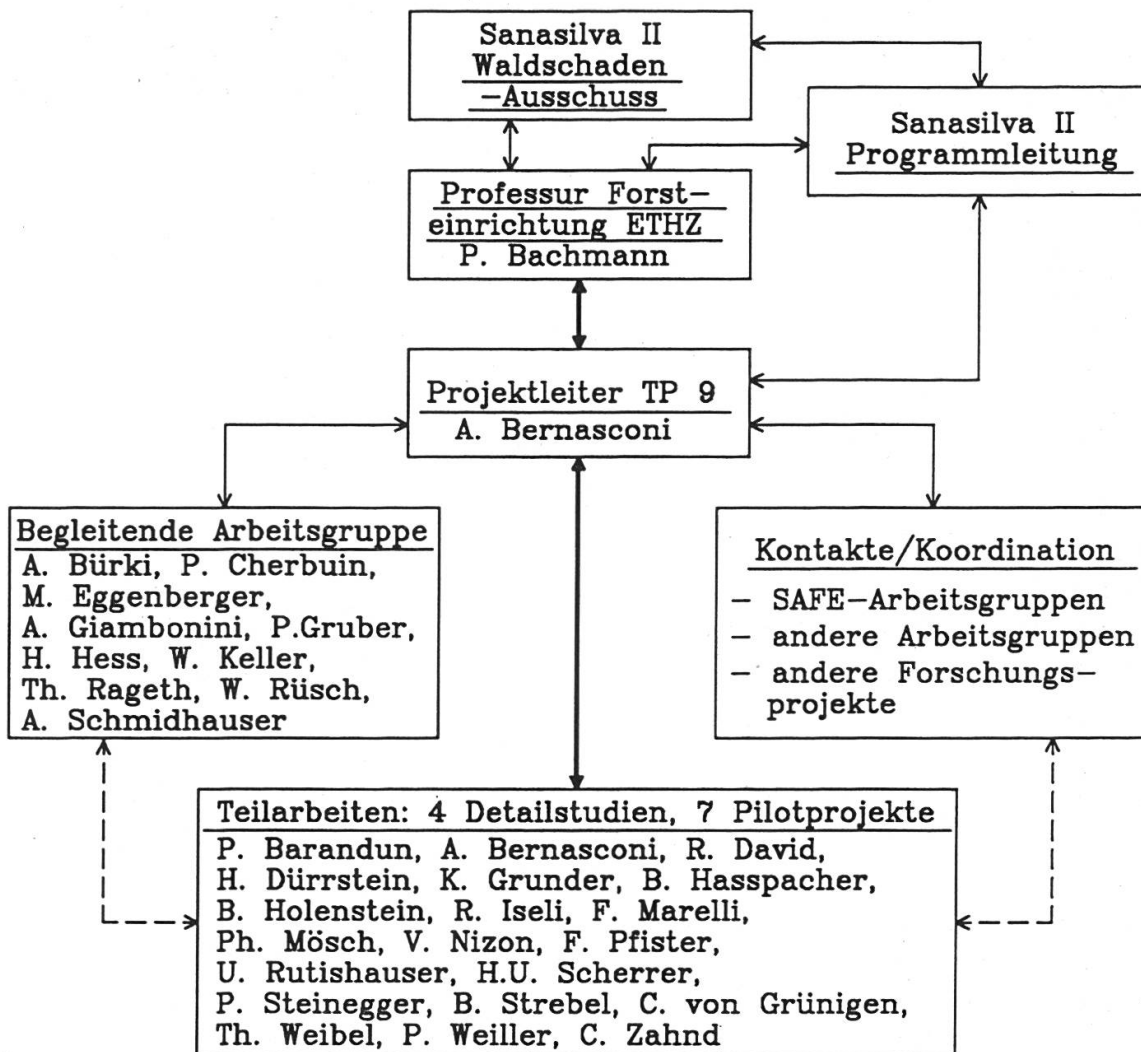 Sanasilva II
Waldschaden
-Ausschuss
Sanasilva II
Programmleitung
Professur Forst-
einrichtung ETHZ
P. Bachmann
Projektleiter TP 9
A. Bernasconi
Begleitende Arbeitsgruppe
A. Bürki, P. Cherbuin,
M. Eggenberger,
A. Giambonini, P.Gruber,
H. Hess, W. Keller,
Th. Rageth, W. Rüsch,
A. Schmidhauser
Kontakte/Koordination
- SAFE-Arbeitsgruppen
- andere Arbeitsgruppen
- andere Forschungs-
projekte
Teilarbeiten: 4 Detailstudien, 7 Pilotprojekte
P. Barandun, A. Bernasconi, R. David,
H. Dürrstein, K. Grunder, B. Hasspacher,
B. Holenstein, R. Iseli, F. Marelli,
Ph. Mösch, V. Nizon, F. Pfister,
U. Rutishauser, H.U. Scherrer,
P. Steinegger, B. Strebel, C. von Grünigen,
Th. Weibel, P. Weiller, C. Zahnd